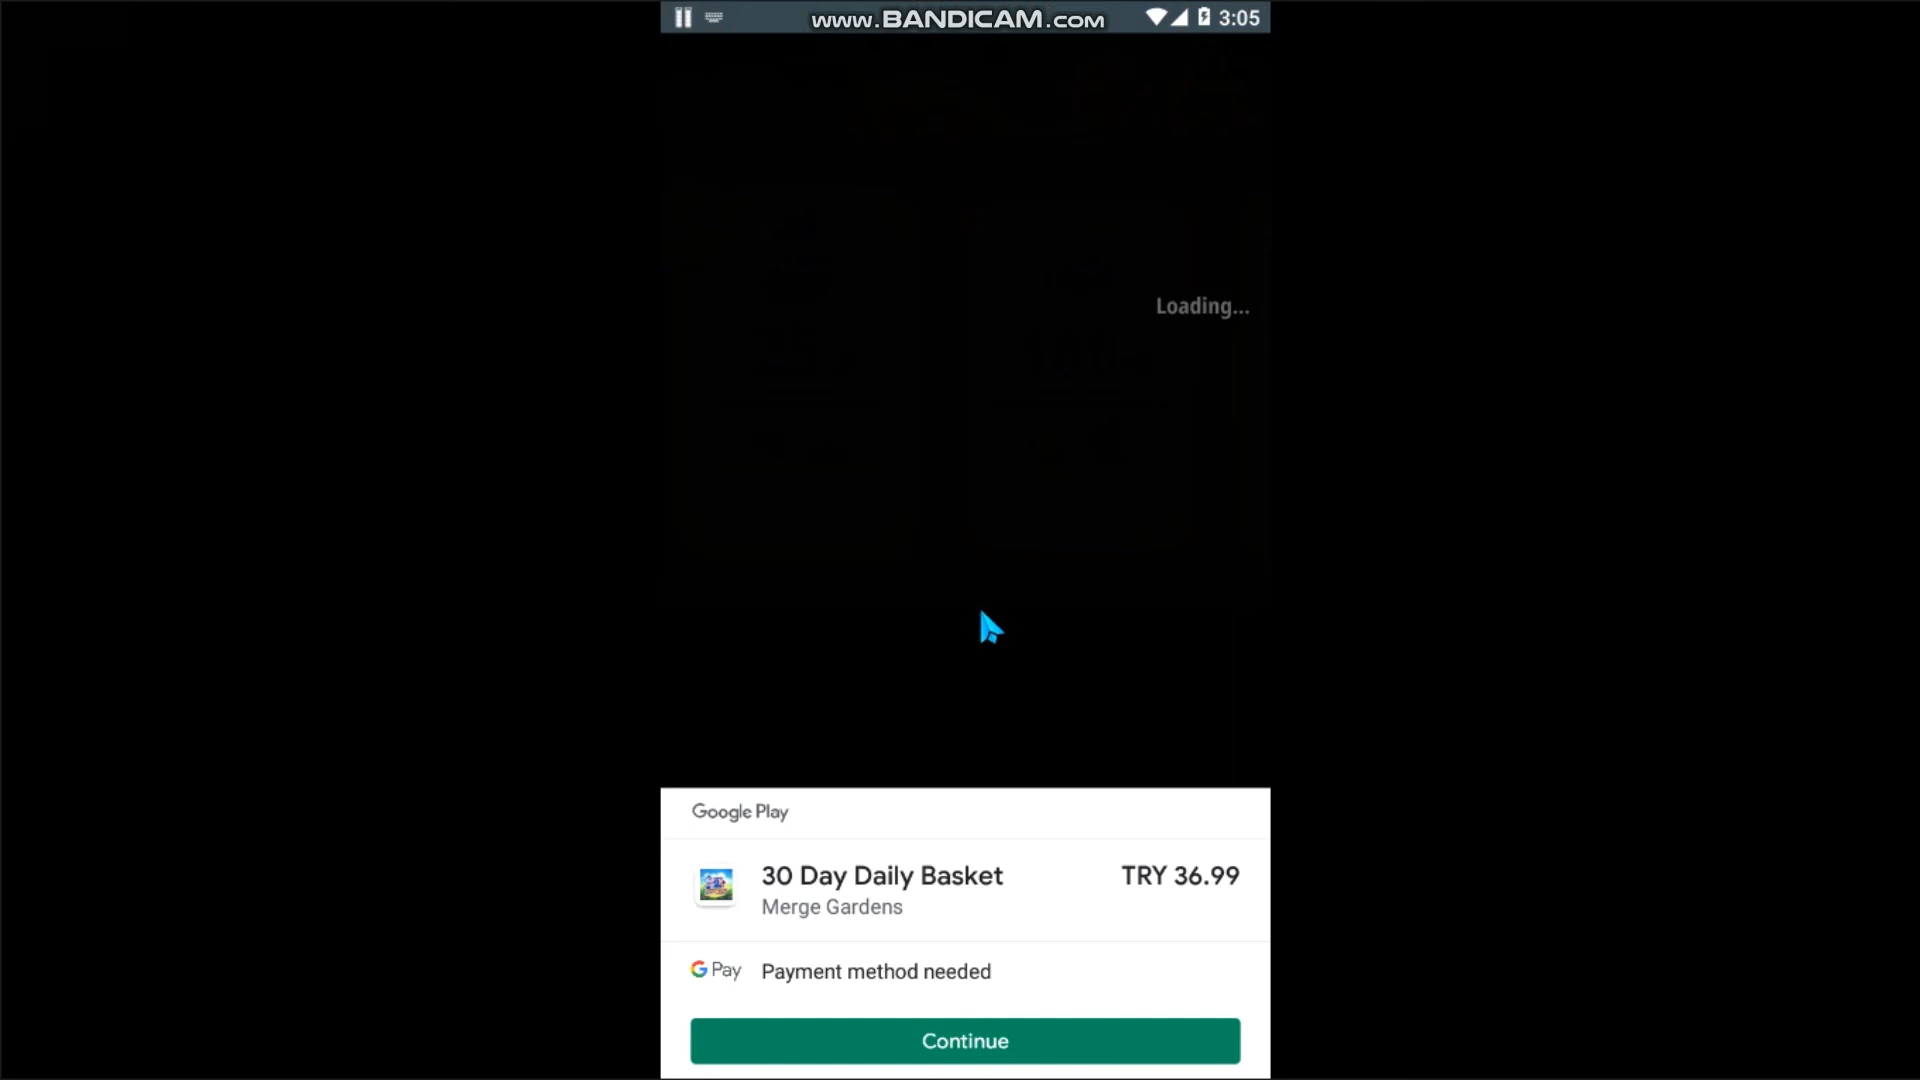 www.BANDICAM.com
3:05
Loading...
Google Play
30 Day Daily Basket
TRY 36.99
Merge Gardens
G Pay
Payment method needed
Continue